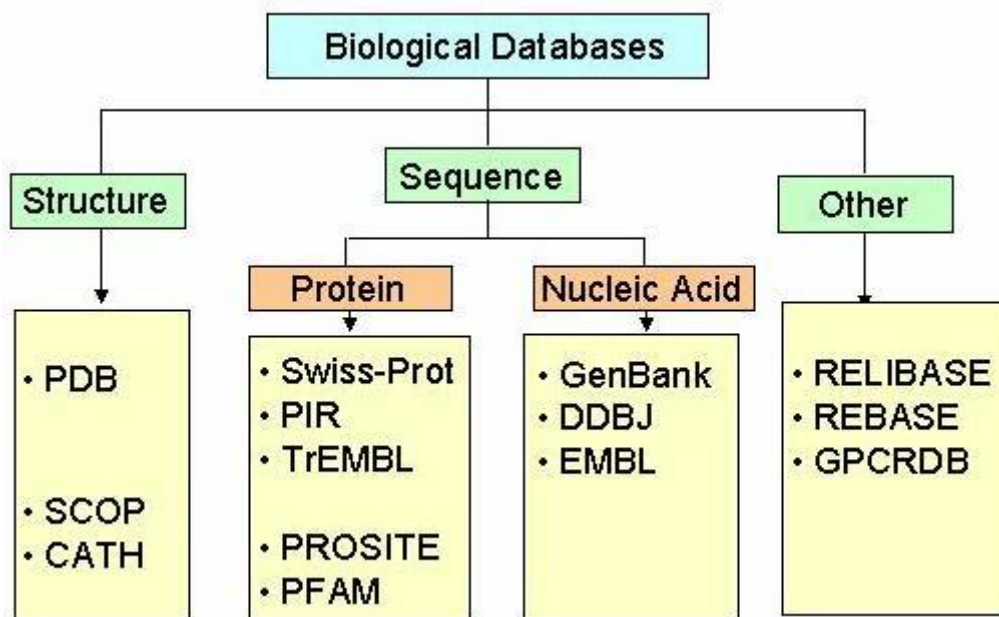 Biological Databases
Structure
Sequence
Other
Protein
Nucleic Acid
• PDB
• SCOP
• CATH
• Swiss-Prot
• PIR
• TrEMBL
• PROSITE
• PFAM
• GenBank
• DDBJ
• EMBL
• RELIBASE
• REBASE
• GPCRDB